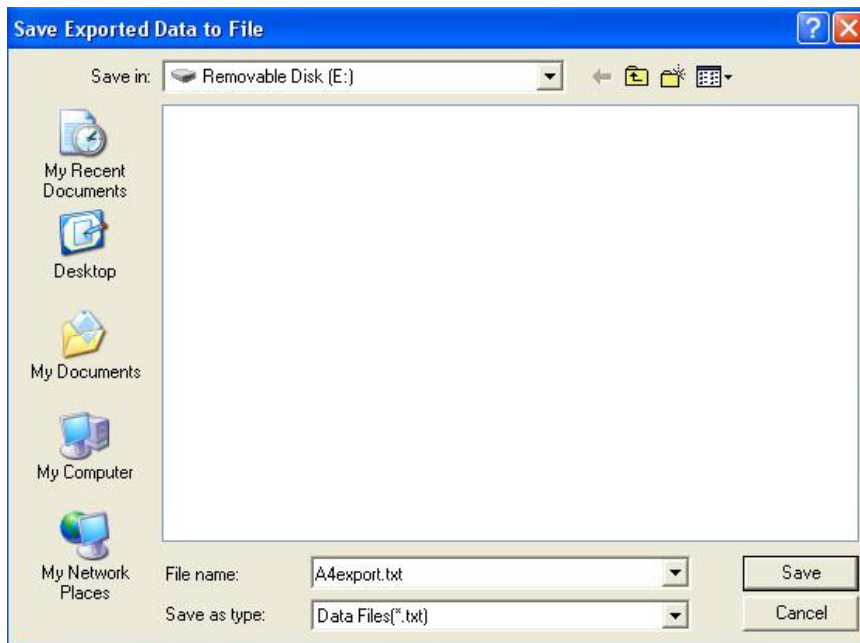 Save Exported Data to File
Save in: Removable Disk (E:)
My Recent
Documents
Desktop
My Documents
My Computer
My Network
Places
File name: A4export.txt Save
Save as type: Data Files(*.txt) Cancel